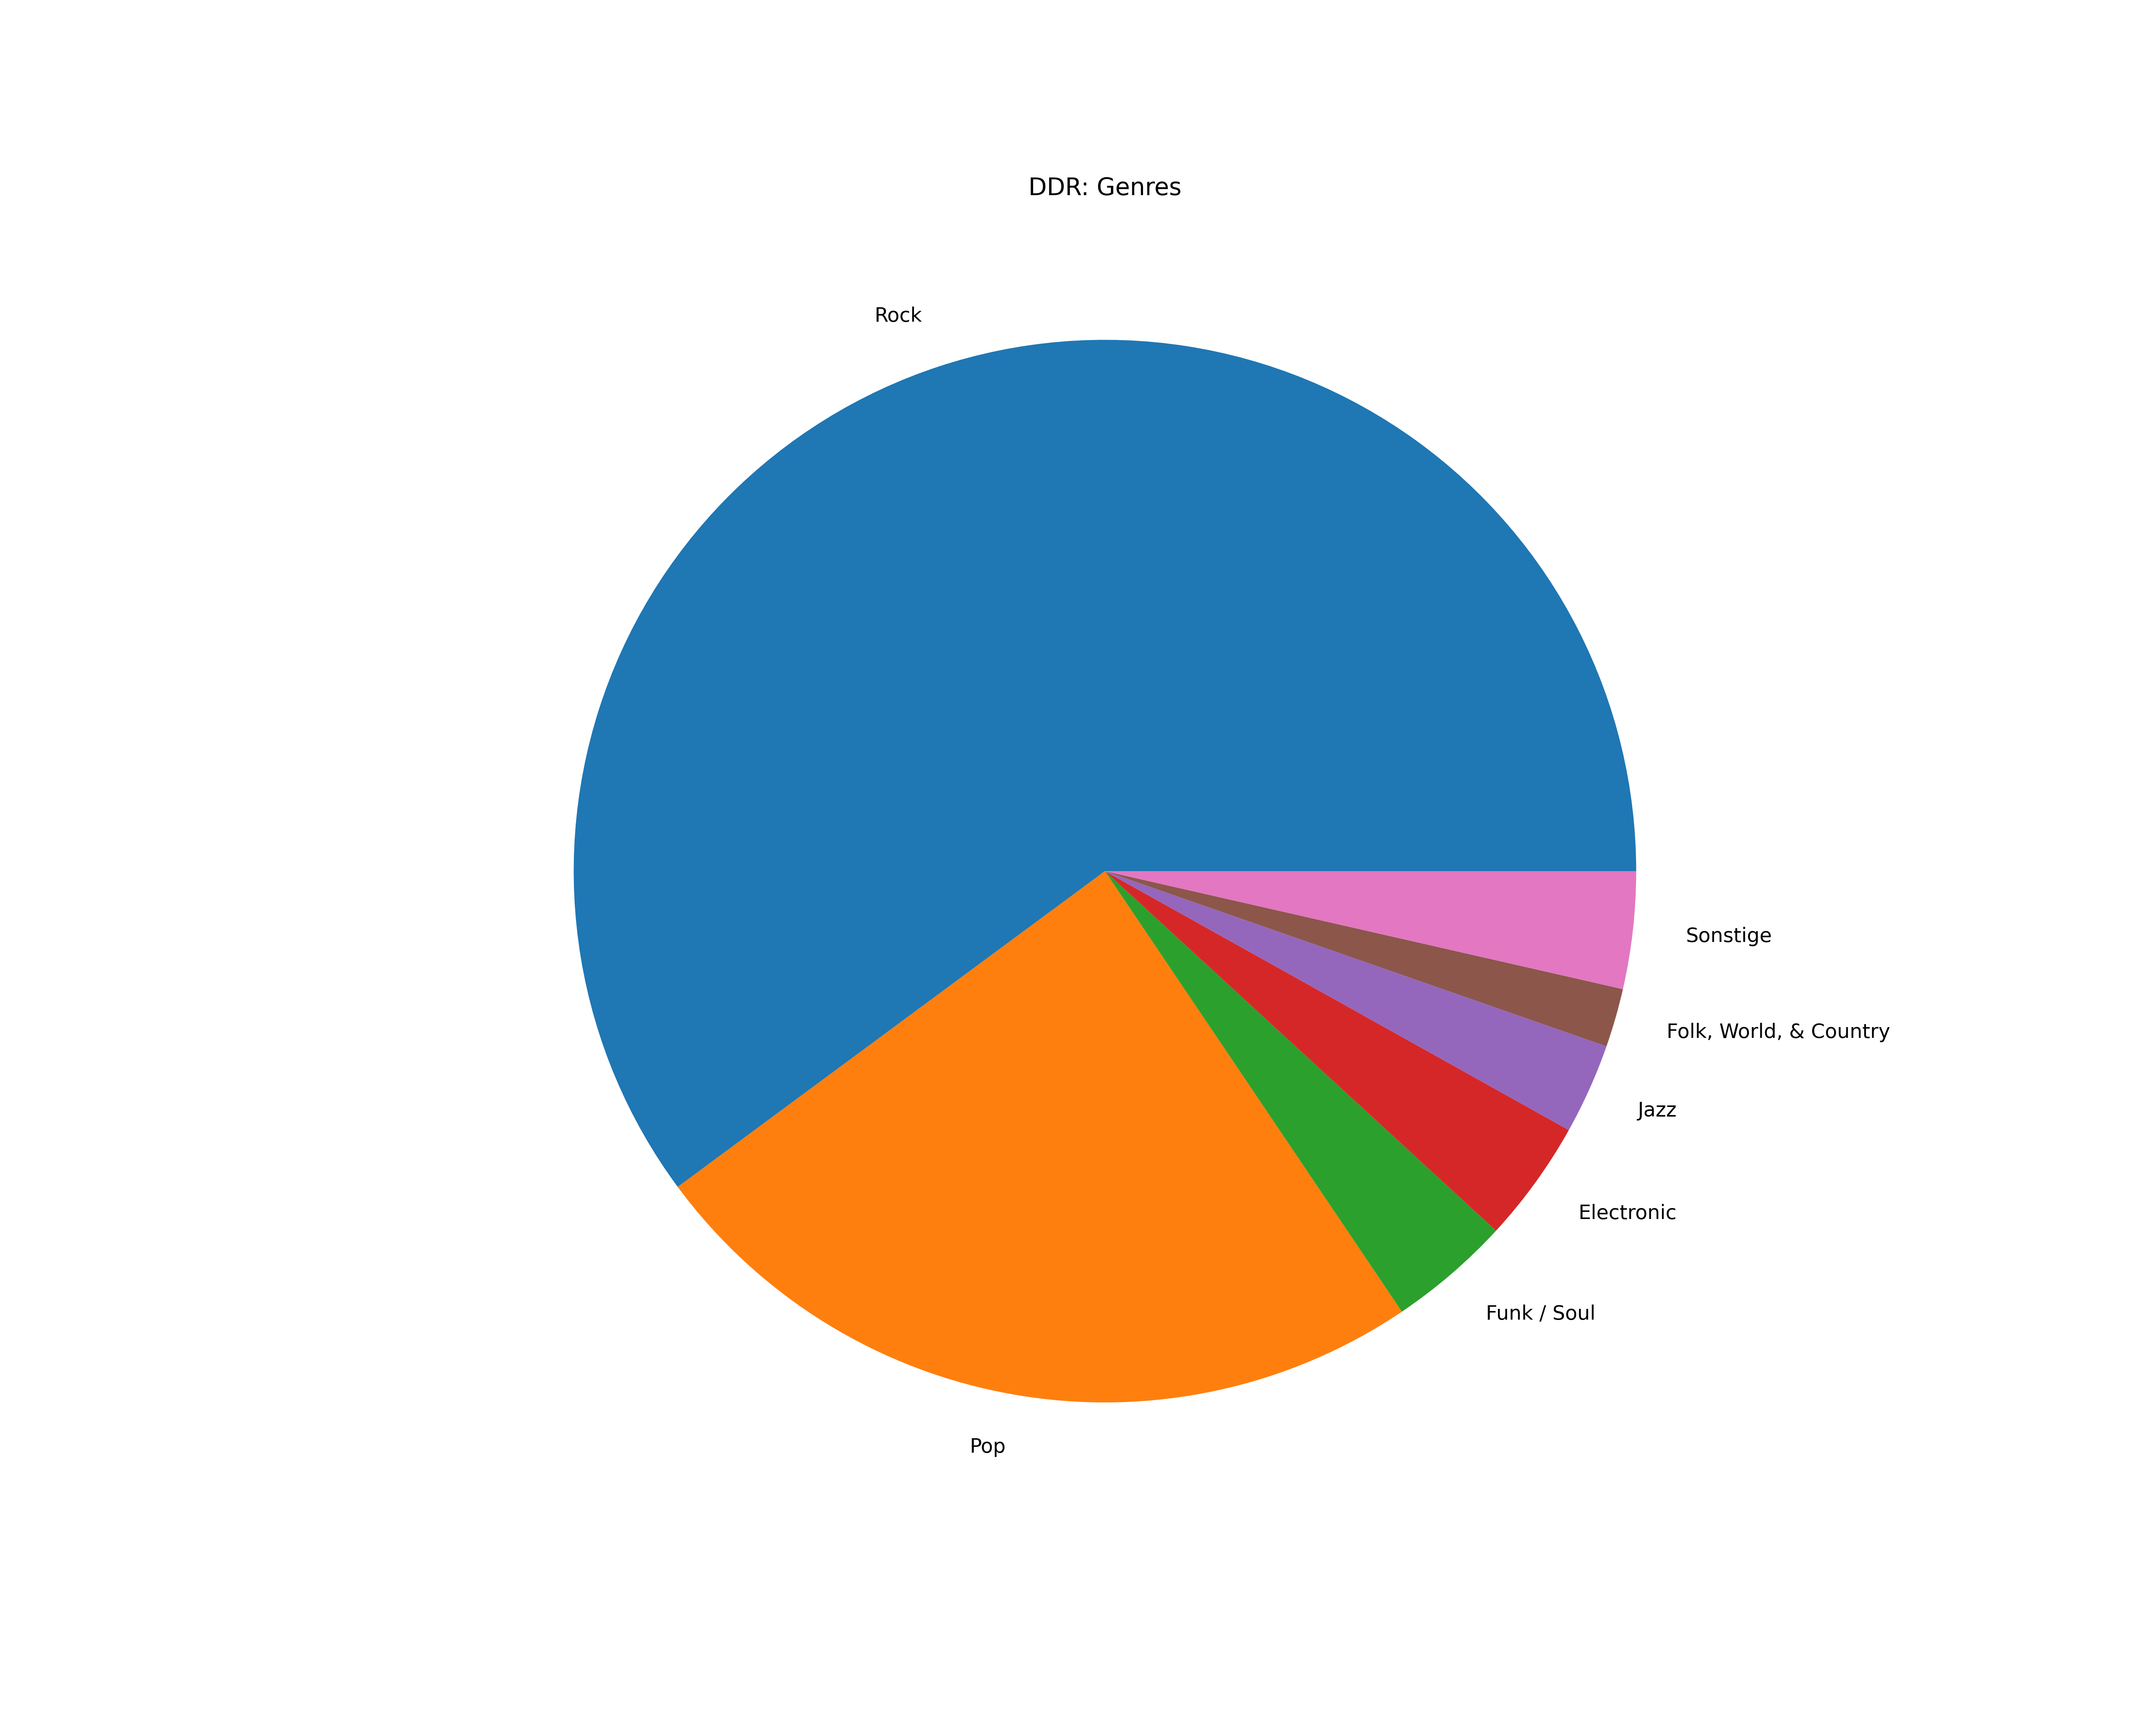 DDR: Genres
Rock
Sonstige
Folk, World, & Country
Jazz
Electronic
Funk / Soul
Pop